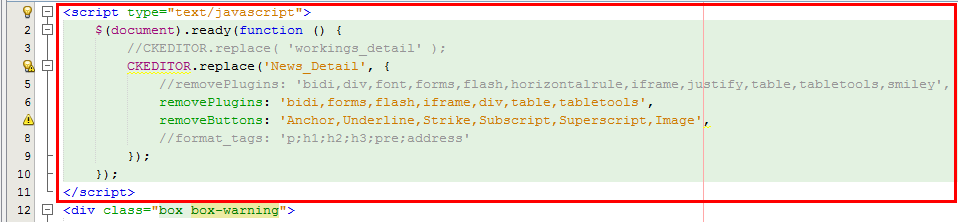 1 <script type="text/javascript">
2 $(document).ready(function () {
3 //CKEDITOR.replace( 'workings_detail' );
CKEDITOR.replace('News_Detail', {
5 //removePlugins: 'bidi,div,font,forms,flash,horizontalrule,iframe,justify,table,tabletools,smiley',
6 removePlugins: 'bidi,forms,flash,iframe,div,table,tabletools',
removeButtons: 'Anchor,Underline,Strike,Subscript,Superscript,Image',
8 //format_tags: 'p;h1;h2;h3;pre;address'
9 });
10 });
11 </script>
12 <div class="box box-warning">